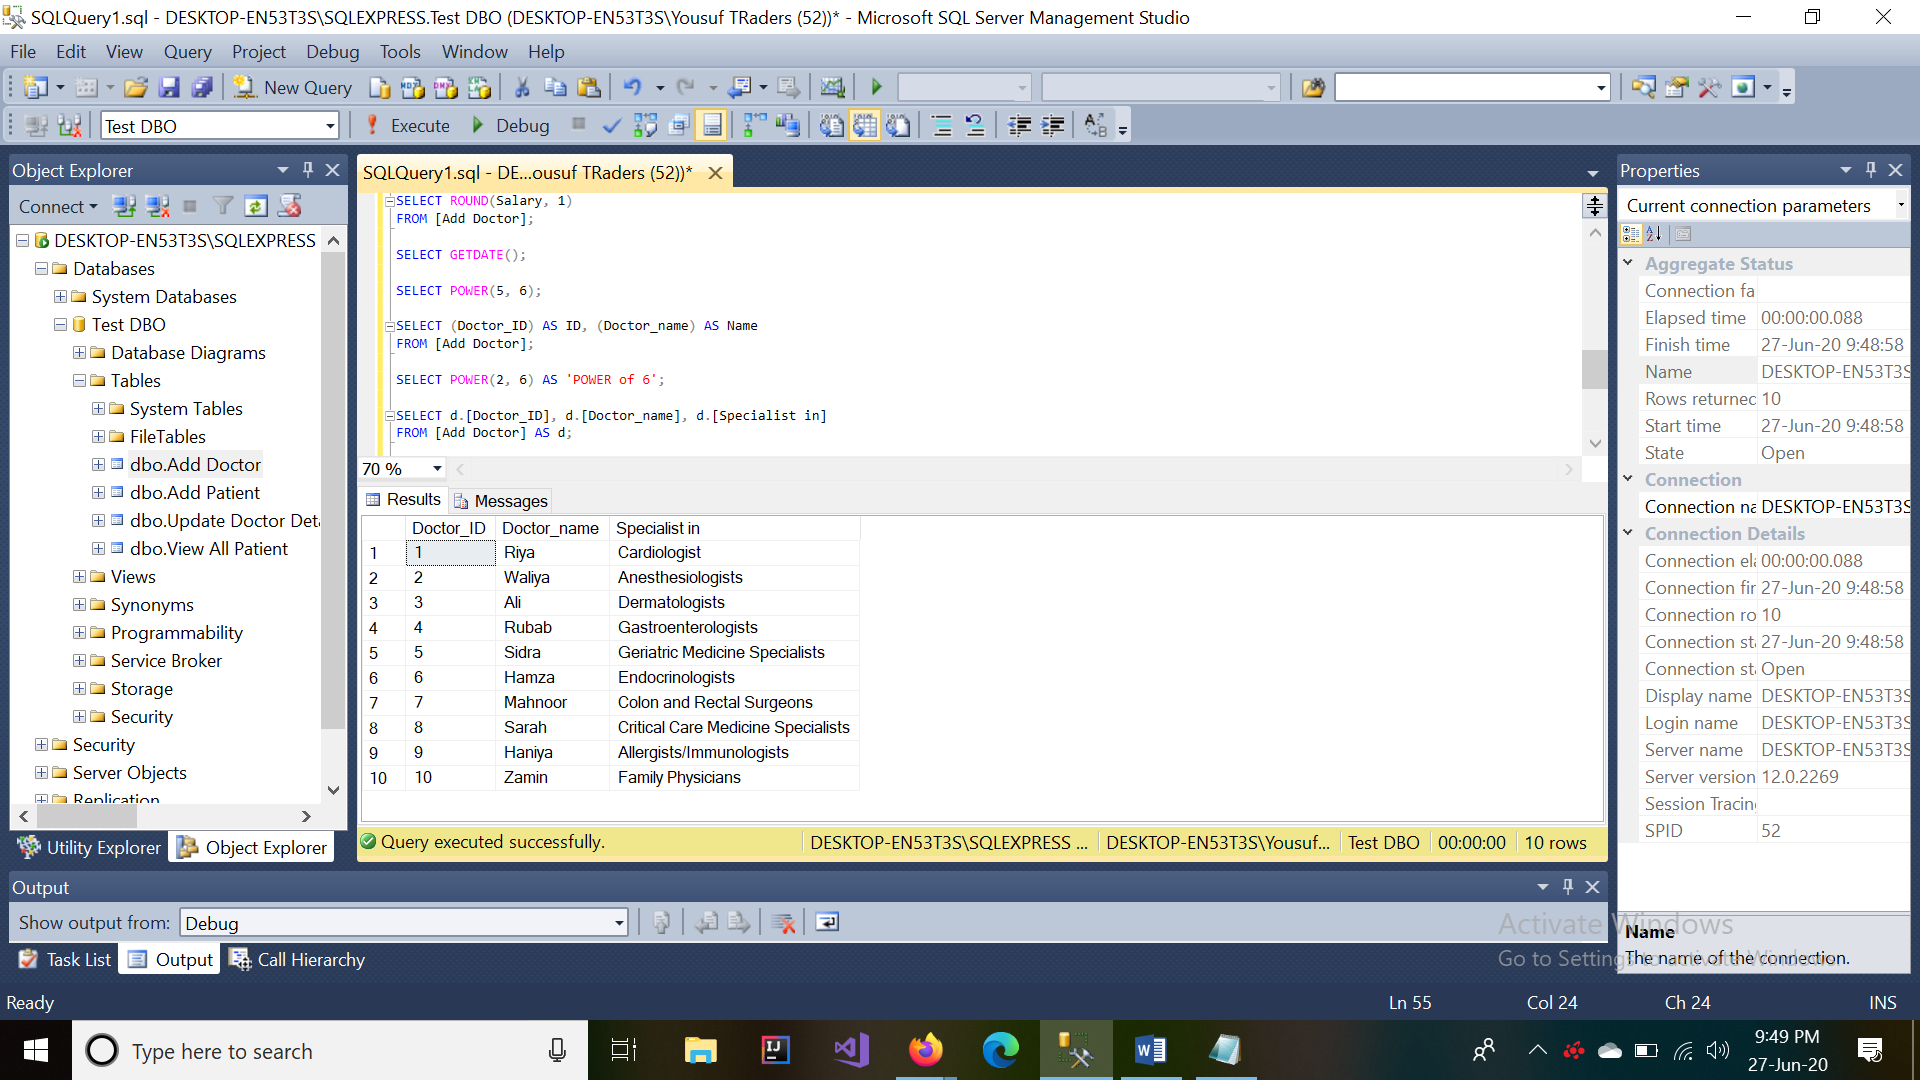 SQLQuery1.sql - DESKTOP-EN53T3S\SQLEXPRESS.Test DBO (DESKTOP-EN53T3S\Yousuf TRaders (52))* - Microsoft SQL Server Management Studio
File Edit View Query Project Debug Tools Window Help
New Query
Test DBO Execute Debug
Object Explorer
Connect
DESKTOP-EN53T3S\SQLEXPRESS
Databases
System Databases
Test DBO
Database Diagrams
Tables
System Tables
FileTables
dbo.Add Doctor
dbo.Add Patient
dbo.Update Doctor Deta
dbo.View All Patient
Views
Synonyms
Programmability
Service Broker
Storage
Security
Security
Server Objects
Replication
Utility Explorer Object Explorer
SQLQuery1.sql - DE...ousuf TRaders (52))*
SELECT ROUND(Salary, 1)
FROM [Add Doctor];
SELECT GETDATE();
SELECT POWER(5, 6);
SELECT (Doctor_ID) AS ID, (Doctor_name) AS Name
FROM [Add Doctor];
SELECT POWER(2, 6) AS 'POWER of 6';
SELECT d.[Doctor_ID], d.[Doctor_name], d.[Specialist in]
FROM [Add Doctor] AS d;
70 %
Results Messages
Doctor_ID Doctor_name Specialist in
1 1 Riya Cardiologist
2 2 Waliya Anesthesiologists
3 3 Ali Dermatologists
4 4 Rubab Gastroenterologists
5 5 Sidra Geriatric Medicine Specialists
6 6 Hamza Endocrinologists
7 7 Mahnoor Colon and Rectal Surgeons
8 8 Sarah Critical Care Medicine Specialists
9 9 Haniya Allergists/Immunologists
10 10 Zamin Family Physicians
Query executed successfully. DESKTOP-EN53T3S\SQLEXPRESS ... DESKTOP-EN53T3S\Yousuf... Test DBO 00:00:00 10 rows
Properties
Current connection parameters
Aggregate Status
Connection fa
Elapsed time 00:00:00.088
Finish time 27-Jun-20 9:48:58
Name DESKTOP-EN53T3S
Rows returnec 10
Start time 27-Jun-20 9:48:58
State Open
Connection
Connection na DESKTOP-EN53T3S
Connection Details
Connection ela 00:00:00.088
Connection fir 27-Jun-20 9:48:58
Connection ro 10
Connection sta 27-Jun-20 9:48:58
Connection sta Open
Display name DESKTOP-EN53T3S
Login name DESKTOP-EN53T3S
Server name DESKTOP-EN53T3S
Server version 12.0.2269
Session Tracin
SPID 52
Name
The name of the connection.
Activate Windows
Go to Settings to activate Windows.
Output
Show output from: Debug
Task List Output Call Hierarchy
Ready Ln 55 Col 24 Ch 24 INS
Type here to search
9:49 PM
27-Jun-20